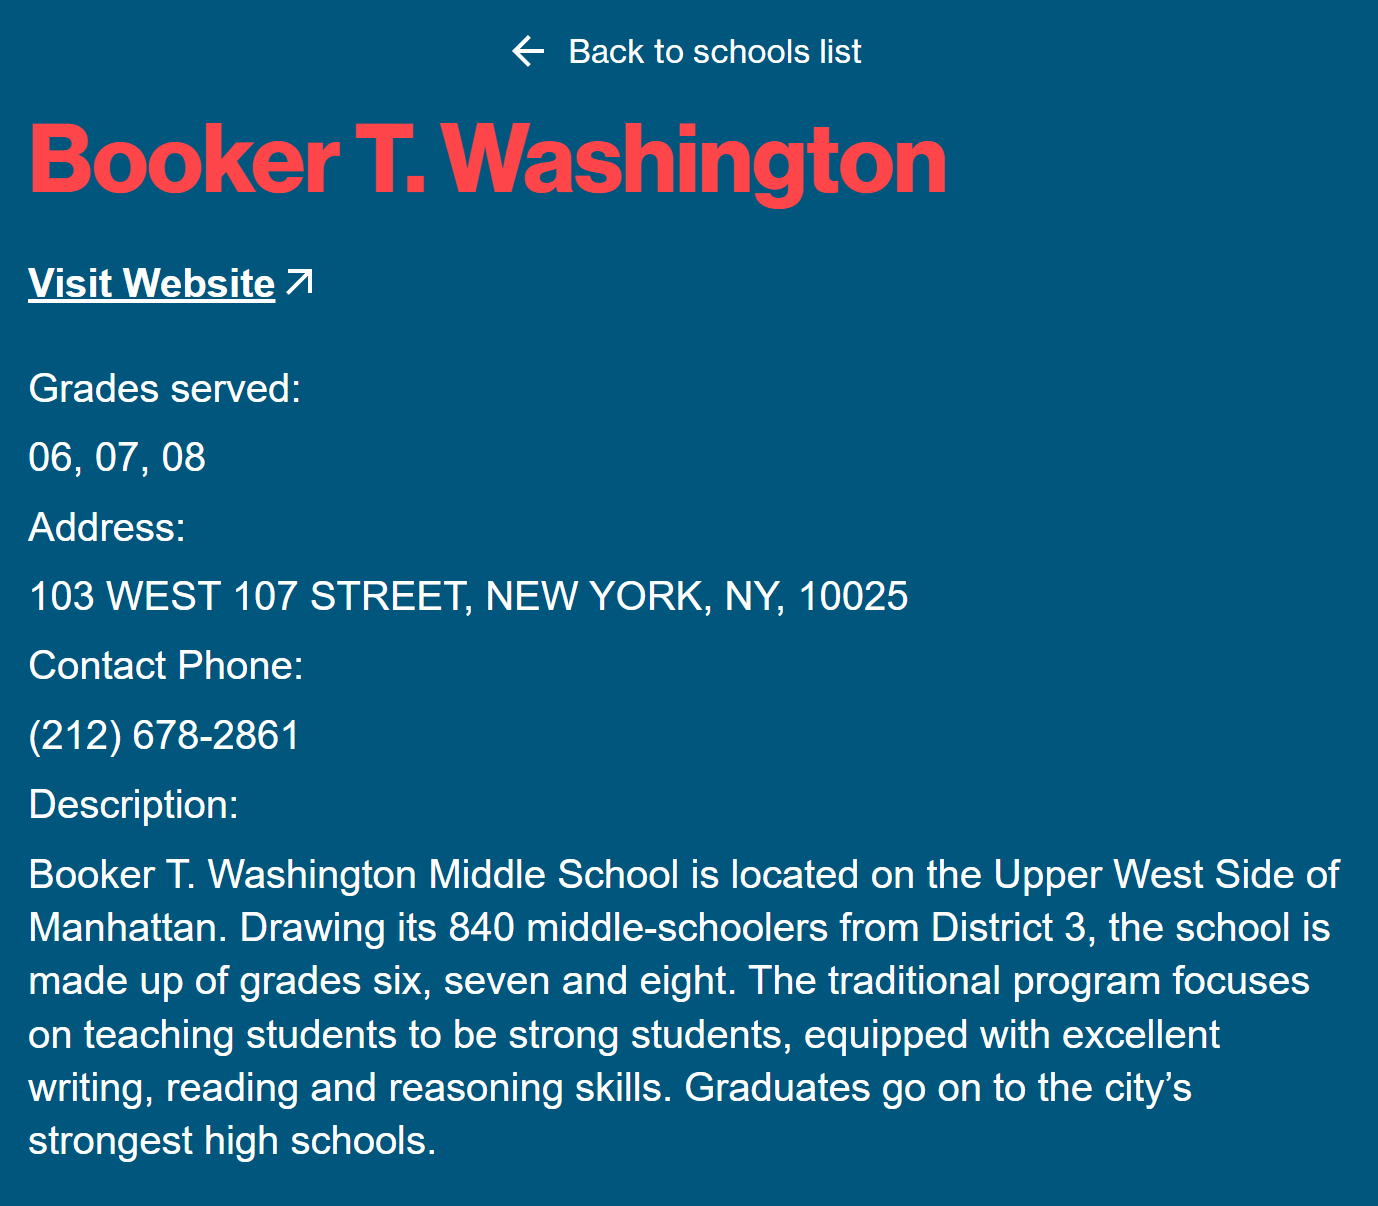 Back to schools list
Booker T. Washington
Visit Website
Grades served:
06, 07, 08
Address:
103 WEST 107 STREET, NEW YORK, NY, 10025
Contact Phone:
(212) 678-2861
Description:
Booker T. Washington Middle School is located on the Upper West Side of
Manhattan. Drawing its 840 middle-schoolers from District 3, the school is
made up of grades six, seven and eight. The traditional program focuses
on teaching students to be strong students, equipped with excellent
writing, reading and reasoning skills. Graduates go on to the city’s
strongest high schools.